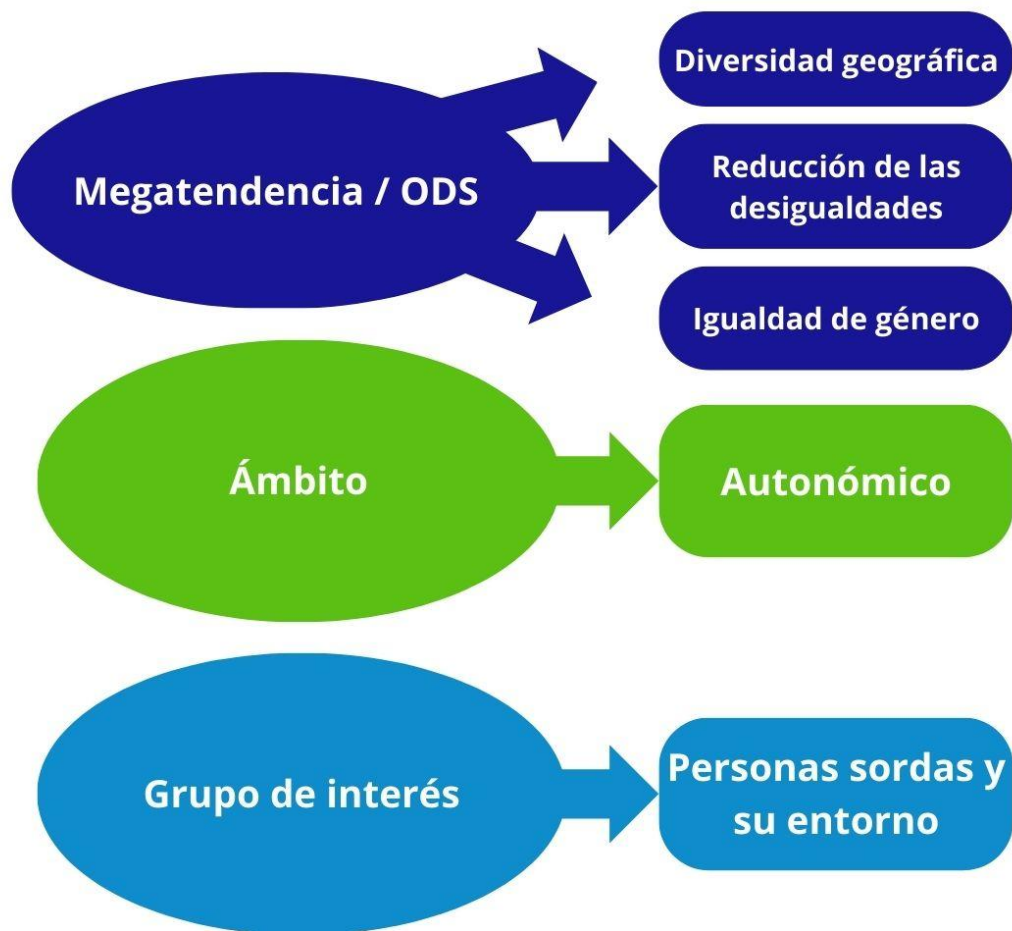 Megatendencia / ODS
Diversidad geográfica
Reducción de las
desigualdades
Igualdad de género
Ámbito
Autonómico
Grupo de interés
Personas sordas y
su entorno